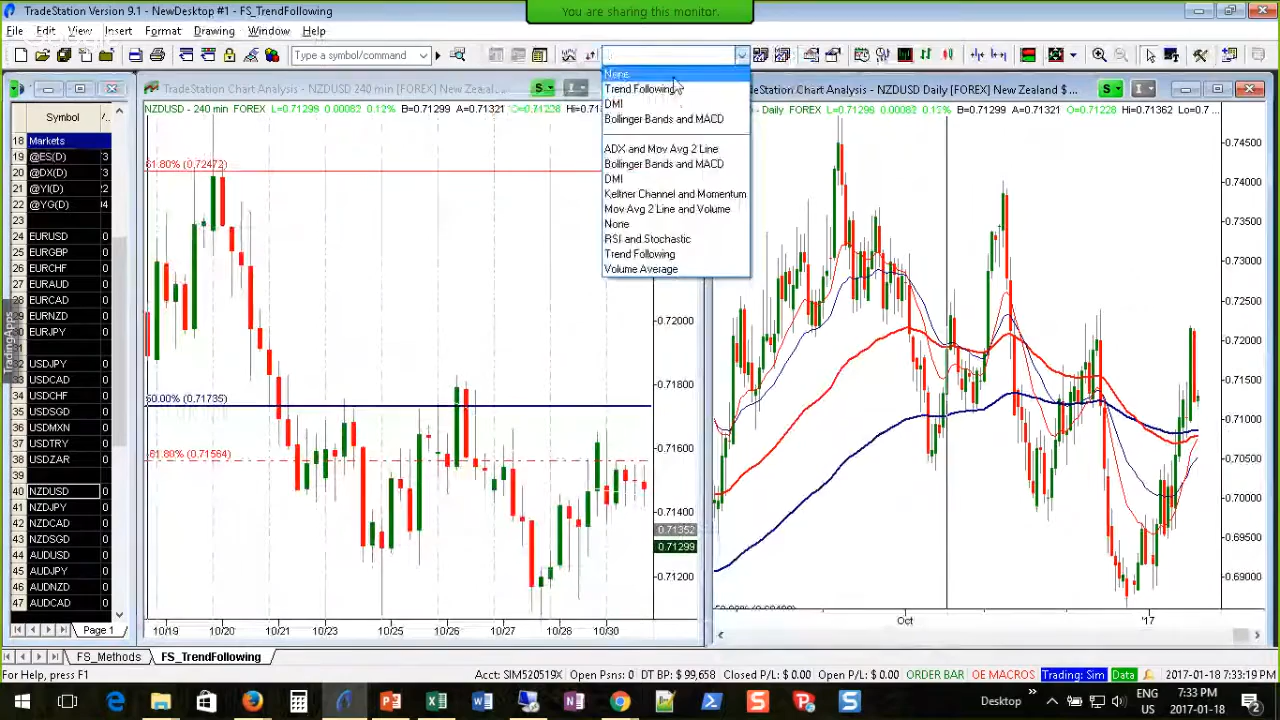 TradeStation Version 9.1 - NewDesktop #1 - FS_TrendFollowing
You are sharing this monitor.
File Edit View Insert Format Drawing Window Help
Type a symbol/command
None
Trend Following
DMI
Bollinger Bands and MACD
ADX and Mov Avg 2 Line
Bollinger Bands and MACD
DMI
Keltner Channel and Momentum
Mov Avg 2 Line and Volume
None
RSI and Stochastic
Trend Following
Volume Average
TradingApps
Symbol
18 Markets
19 @ES(D)
20 @DX(D)
21 @YI(D)
22 @YG(D)
24 EURUSD 0
25 EURGBP 0
26 EURCHF 0
27 EURAUD 0
28 EURCAD 0
29 EURNZD 0
30 EURJPY 0
31
32 USDJPY 0
33 USDCAD 0
34 USDCHF 0
35 USDSGD 0
36 USDMXN 0
37 USDTRY 0
38 USDZAR 0
39
40 NZDUSD 0
41 NZDJPY 0
42 NZDCAD 0
43 NZDSGD 0
44 AUDUSD 0
45 AUDJPY 0
46 AUDNZD 0
47 AUDCAD 0
Page 1
TradeStation Chart Analysis - NZDUSD 240 min [FOREX] New Zealand...
NZDUSD - 240 min FOREX L=0.71299 0.00082 0.12% B=0.71299 A=0.71321 O=0.71228
61.80% (0.72472)
50.00% (0.71735)
-61.80% (0.71564)
0.72000
0.71800
0.71600
0.71400
0.71352
0.71299
0.71200
10/19 10/20 10/21 10/23 10/25 10/26 10/27 10/28 10/30
TradeStation Chart Analysis - NZDUSD Daily [FOREX] New Zealand $ ...
- Daily FOREX L=0.71299 0.00082 0.12% B=0.71299 A=0.71321 O=0.71228 Hi=0.71362 Lo=0.7...
0.74500
0.74000
0.73500
0.73000
0.72500
0.72000
0.71500
0.71000
0.70500
0.70000
0.69500
0.69000
Oct '17
FS_Methods FS_TrendFollowing
For Help, press F1
Acct: SIM520519X Open Posns: 0 DT BP: $ 99,658 Closed P/L: $ 0.00 Open P/L: $ 0.00 ORDER BAR OE MACROS Trading: Sim Data 2017-01-18 7:33:19 PM
Desktop
ENG
US
7:33 PM
2017-01-18
2